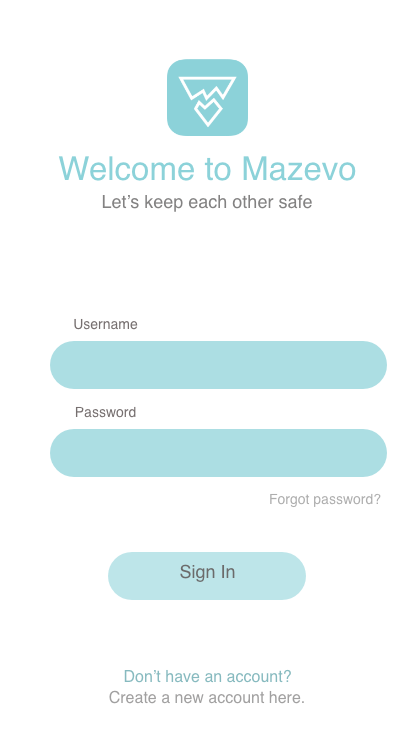 Welcome to Mazevo
Let’s keep each other safe
Username
Password
Forgot password?
Sign In
Don’t have an account?
Create a new account here.